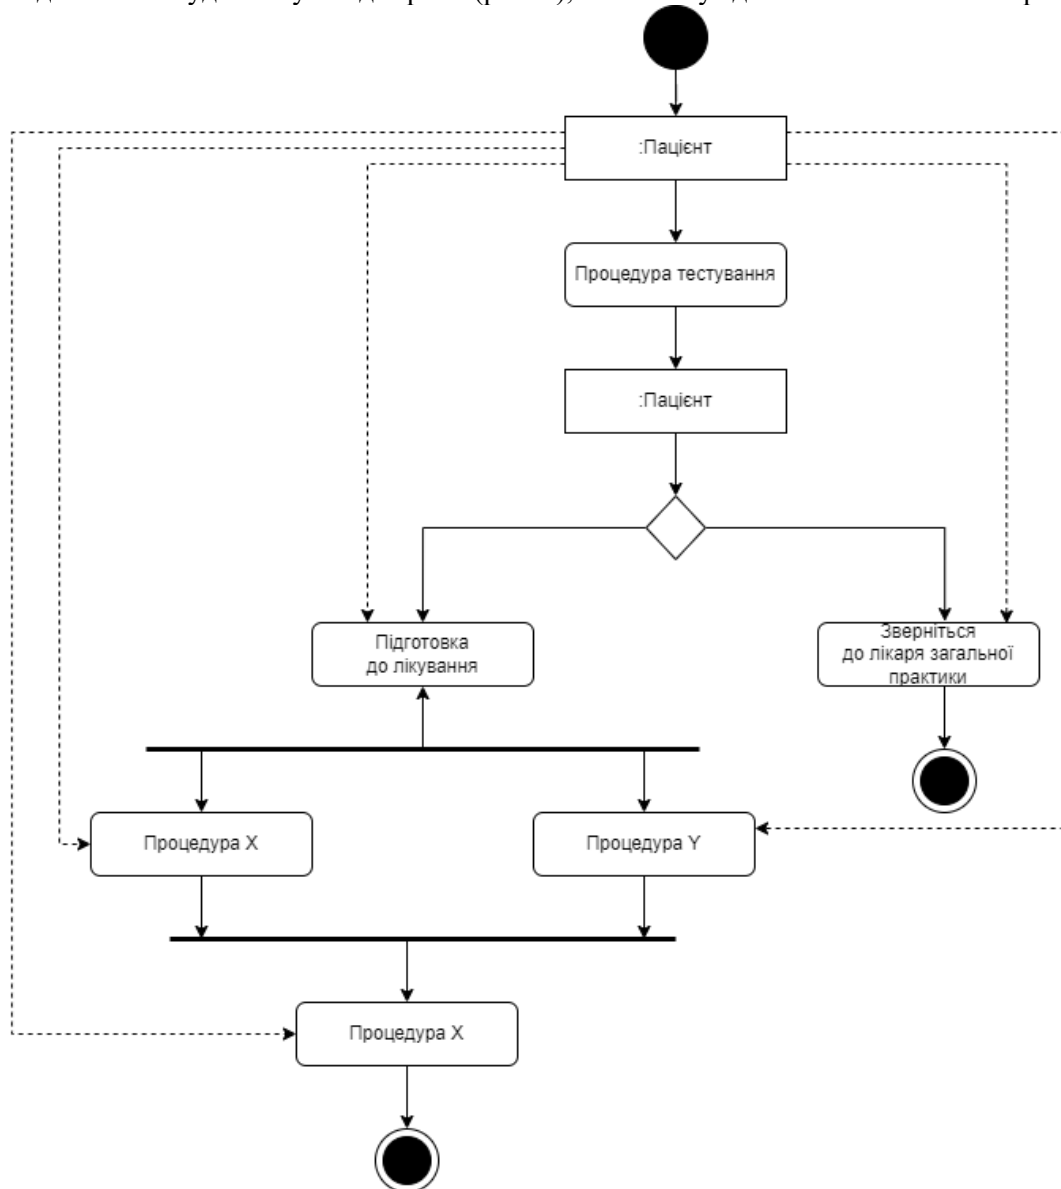 :Пацієнт
Процедура тестування
:Пацієнт
Підготовка
до лікування
Зверніться
до лікаря загальної
практики
Процедура X
Процедура Y
Процедура X